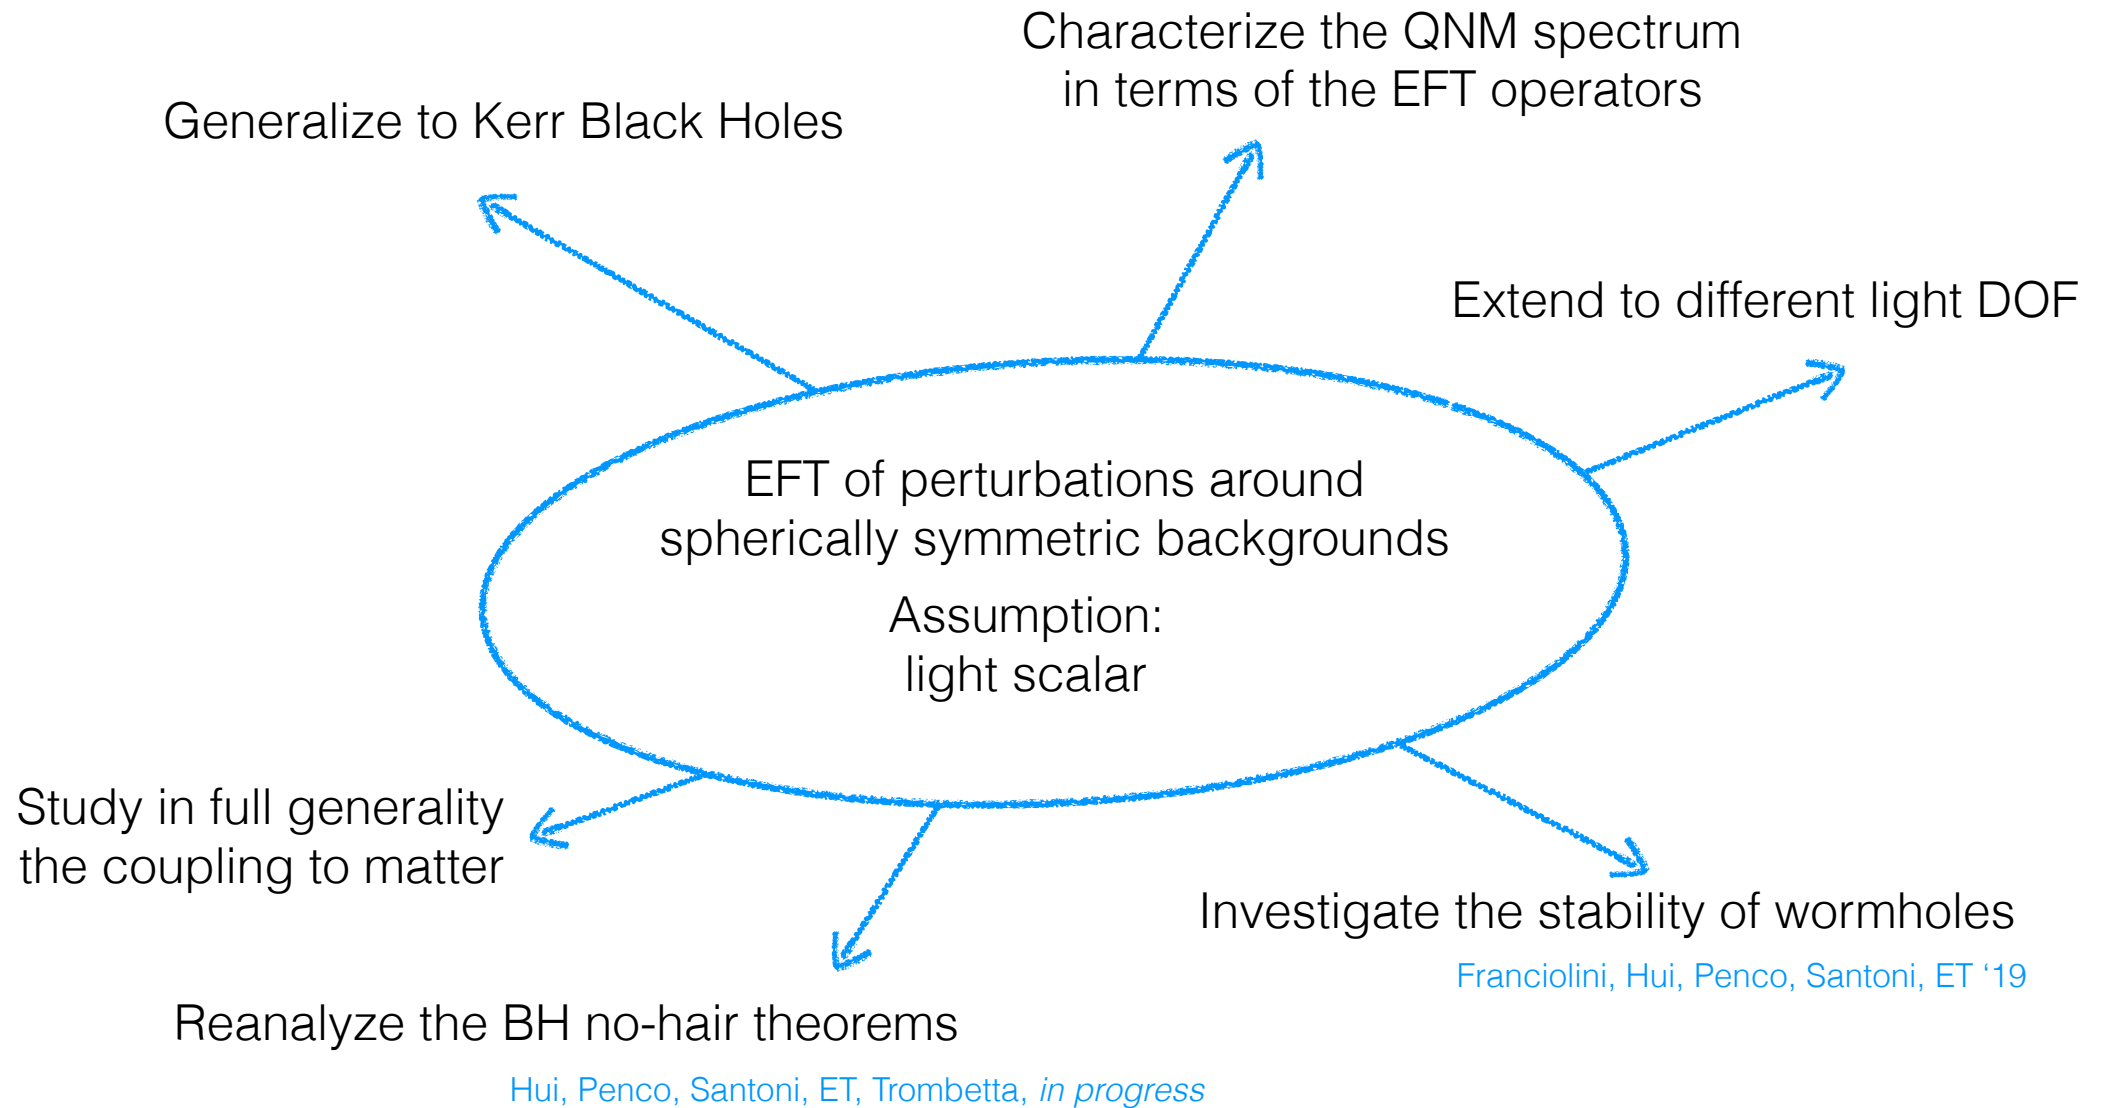 Characterize the QNM spectrum
in terms of the EFT operators
Generalize to Kerr Black Holes
Extend to different light DOF
EFT of perturbations around
spherically symmetric backgrounds
Assumption:
light scalar
Study in full generality
the coupling to matter
Investigate the stability of wormholes
Franciolini, Hui, Penco, Santoni, ET ‘19
Reanalyze the BH no-hair theorems
Hui, Penco, Santoni, ET, Trombetta, in progress